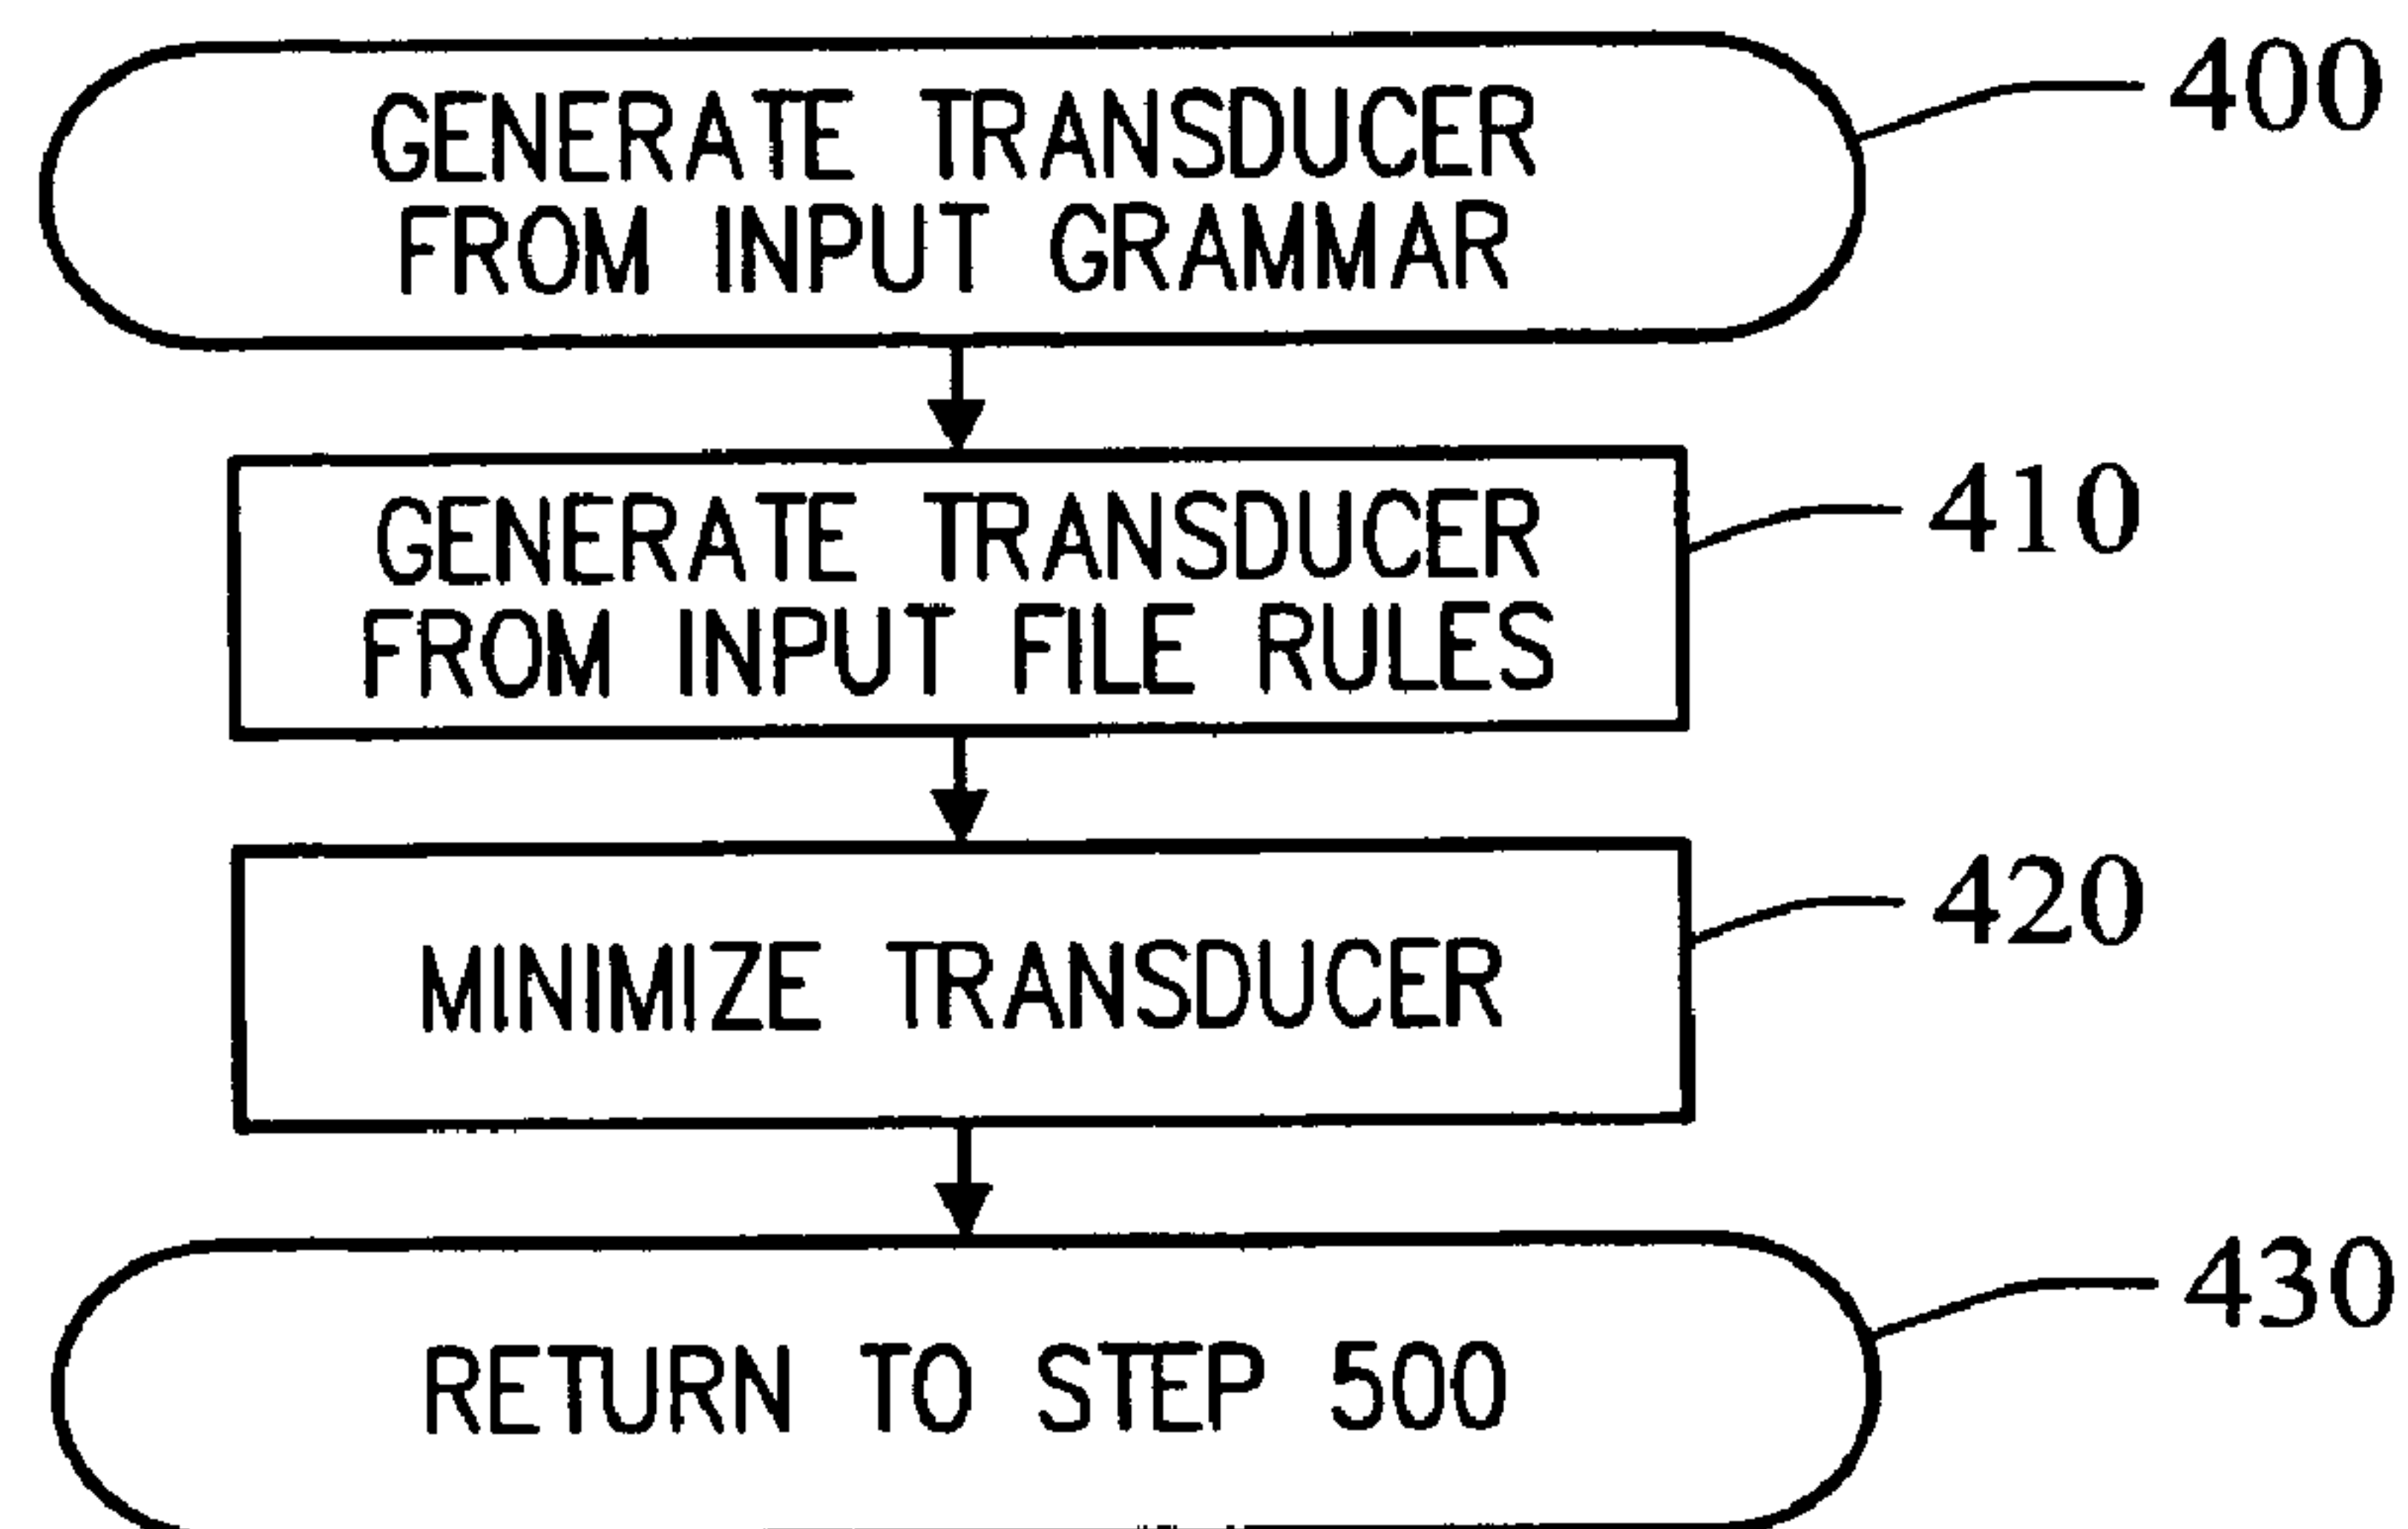 GENERATE TRANSDUCER
FROM INPUT GRAMMAR
400
GENERATE TRANSDUCER
FROM INPUT FILE RULES
410
MINIMIZE TRANSDUCER
420
RETURN TO STEP 500
430